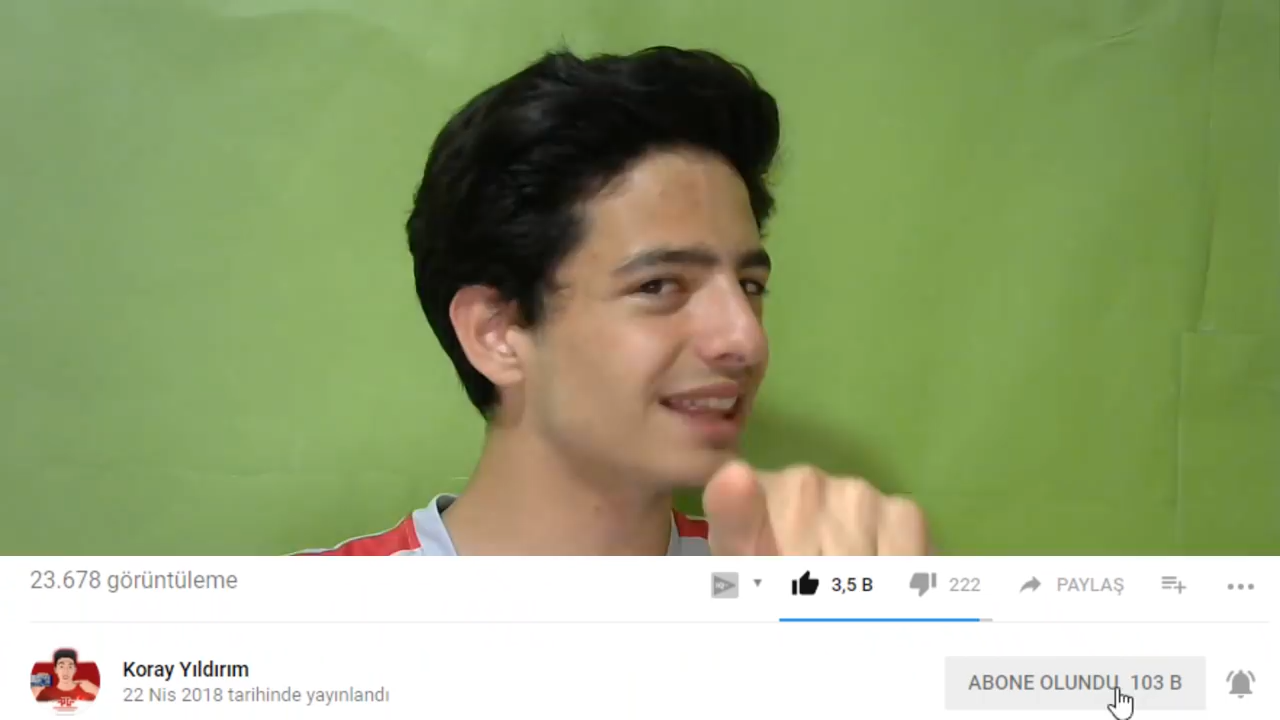 23.678 görüntüleme
3,5 B
222
PAYLAŞ
Koray Yıldırım
22 Nis 2018 tarihinde yayınlandı
ABONE OLUNDU 103 B